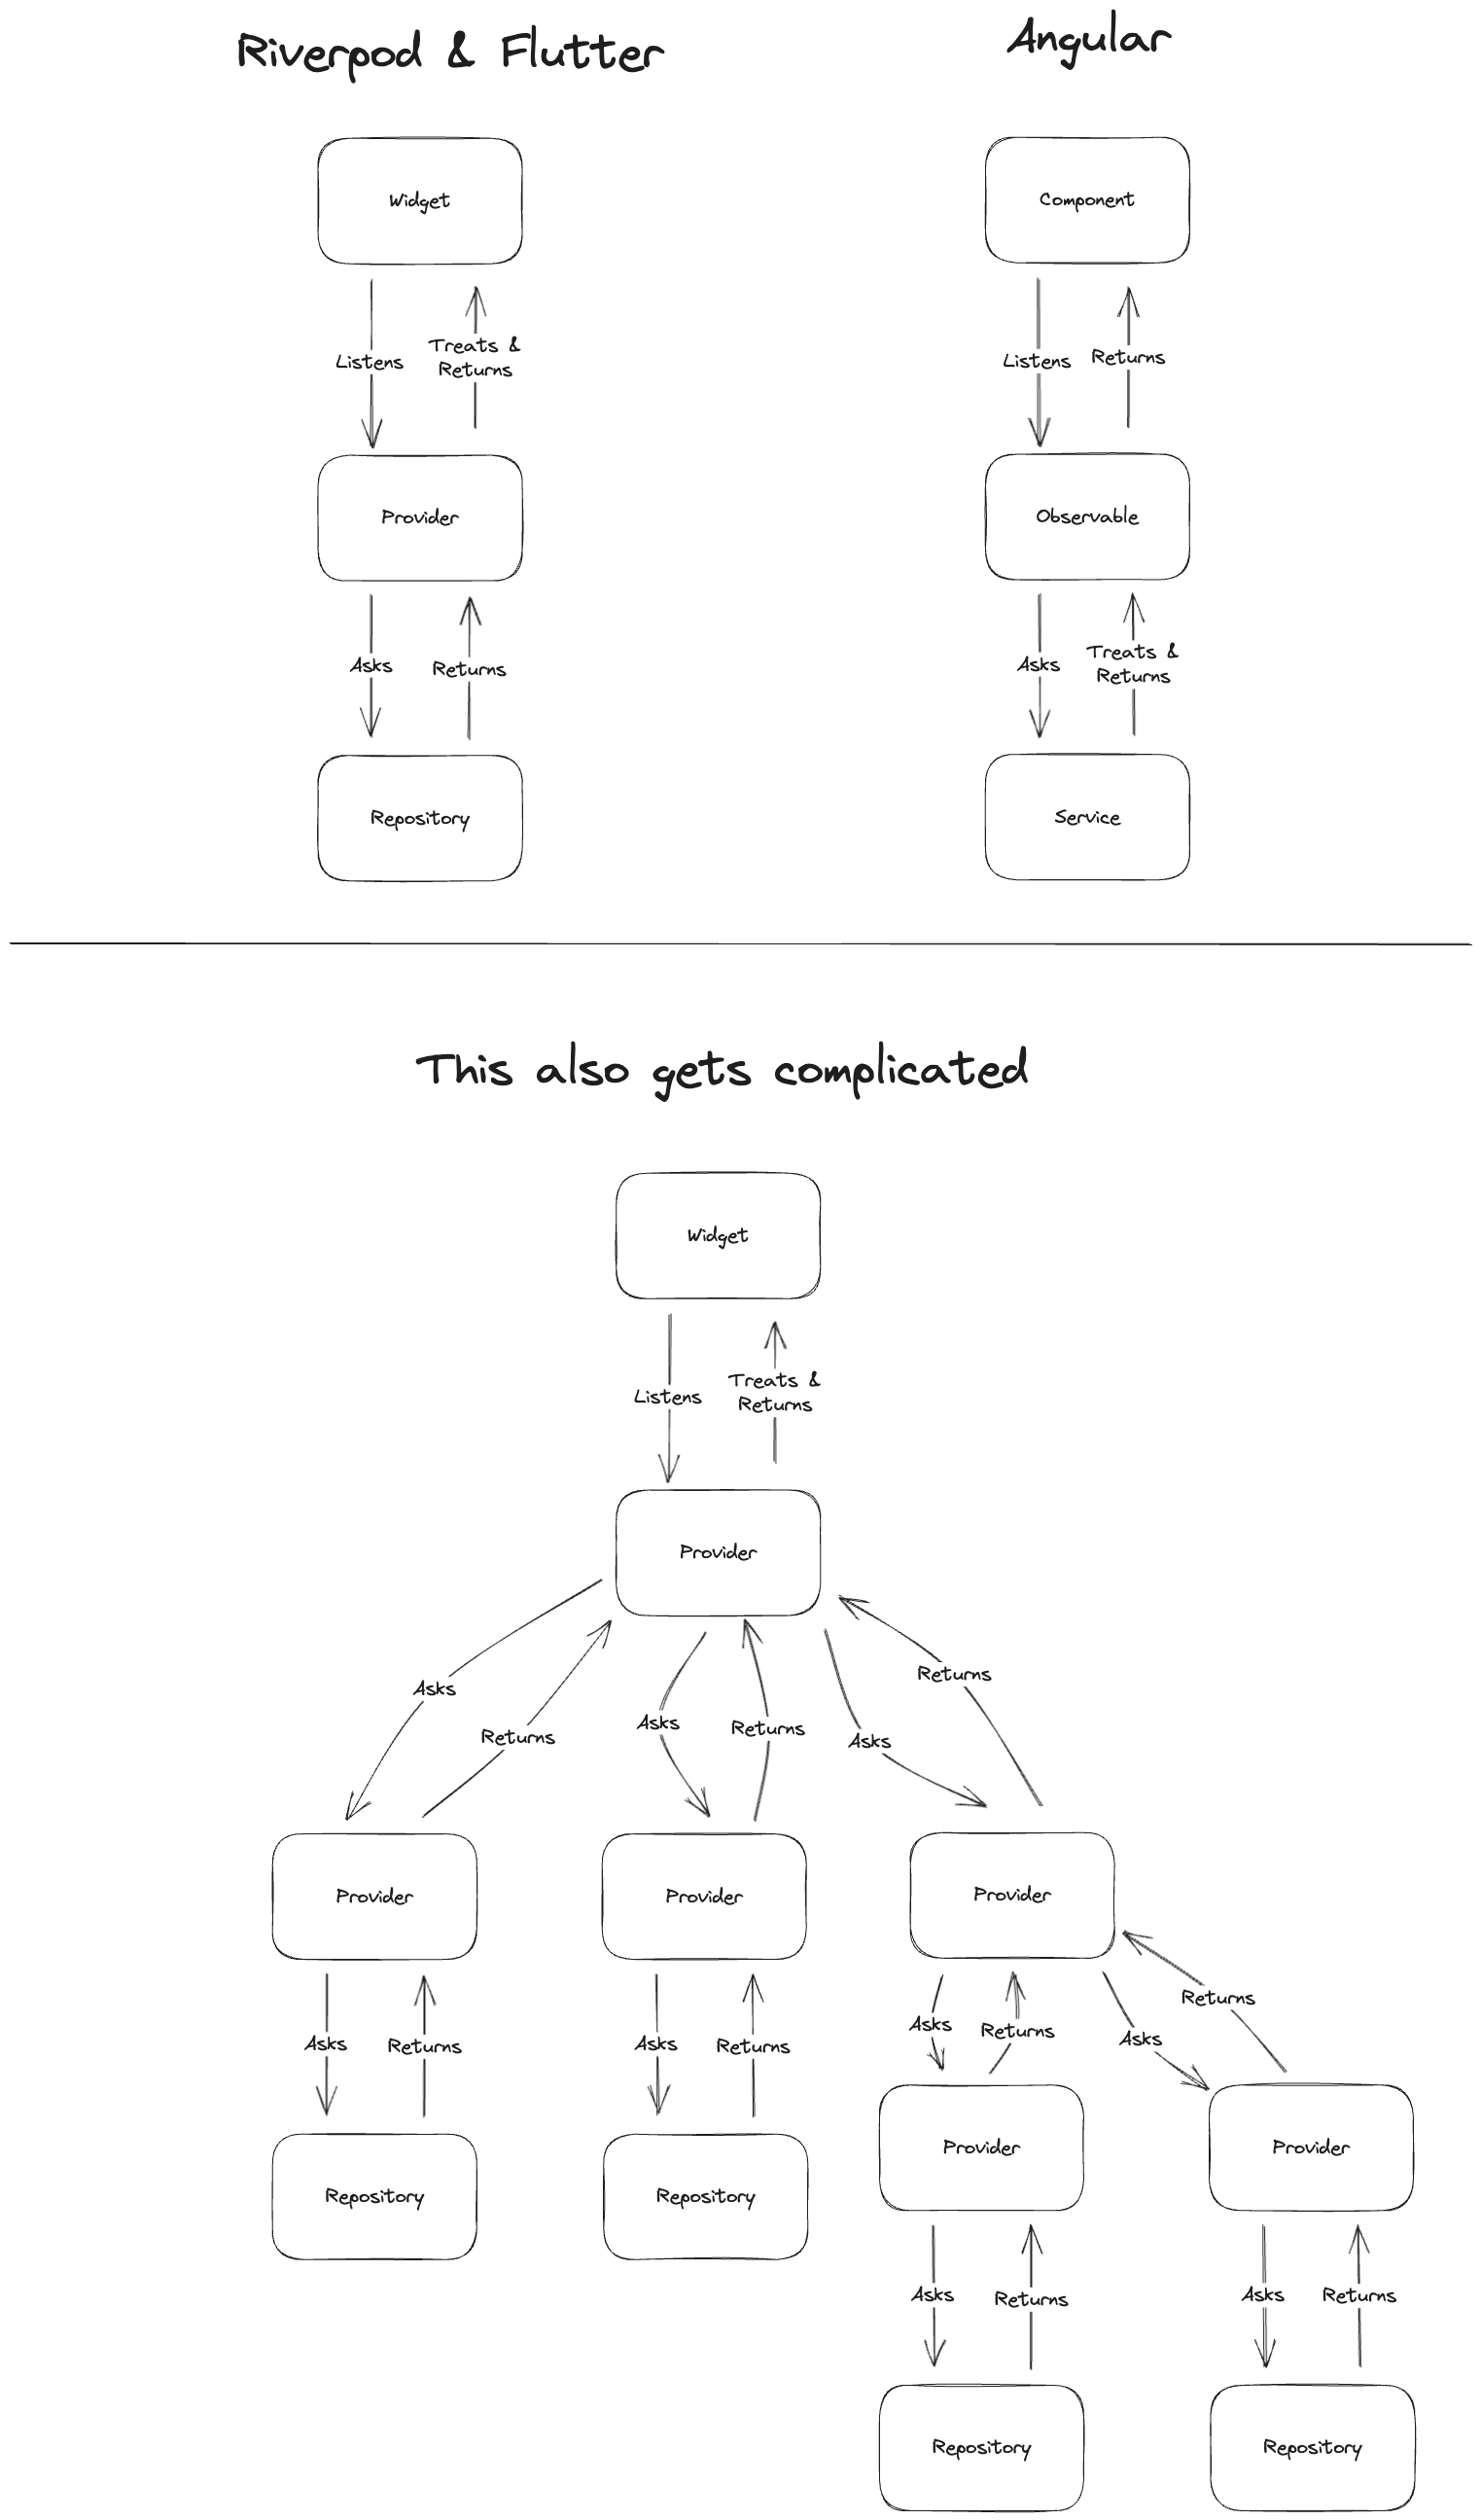 Riverpod & Flutter
Angular
Widget
Component
Listens
Treats &
Returns
Listens
Returns
Provider
Observable
Asks
Returns
Asks
Treats &
Returns
Repository
Service
This also gets complicated
Widget
Listens
Treats &
Returns
Provider
Asks
Returns
Asks
Returns
Asks
Returns
Provider
Provider
Provider
Asks
Returns
Asks
Returns
Asks
Returns
Asks
Returns
Provider
Provider
Repository
Repository
Asks
Returns
Asks
Returns
Repository
Repository